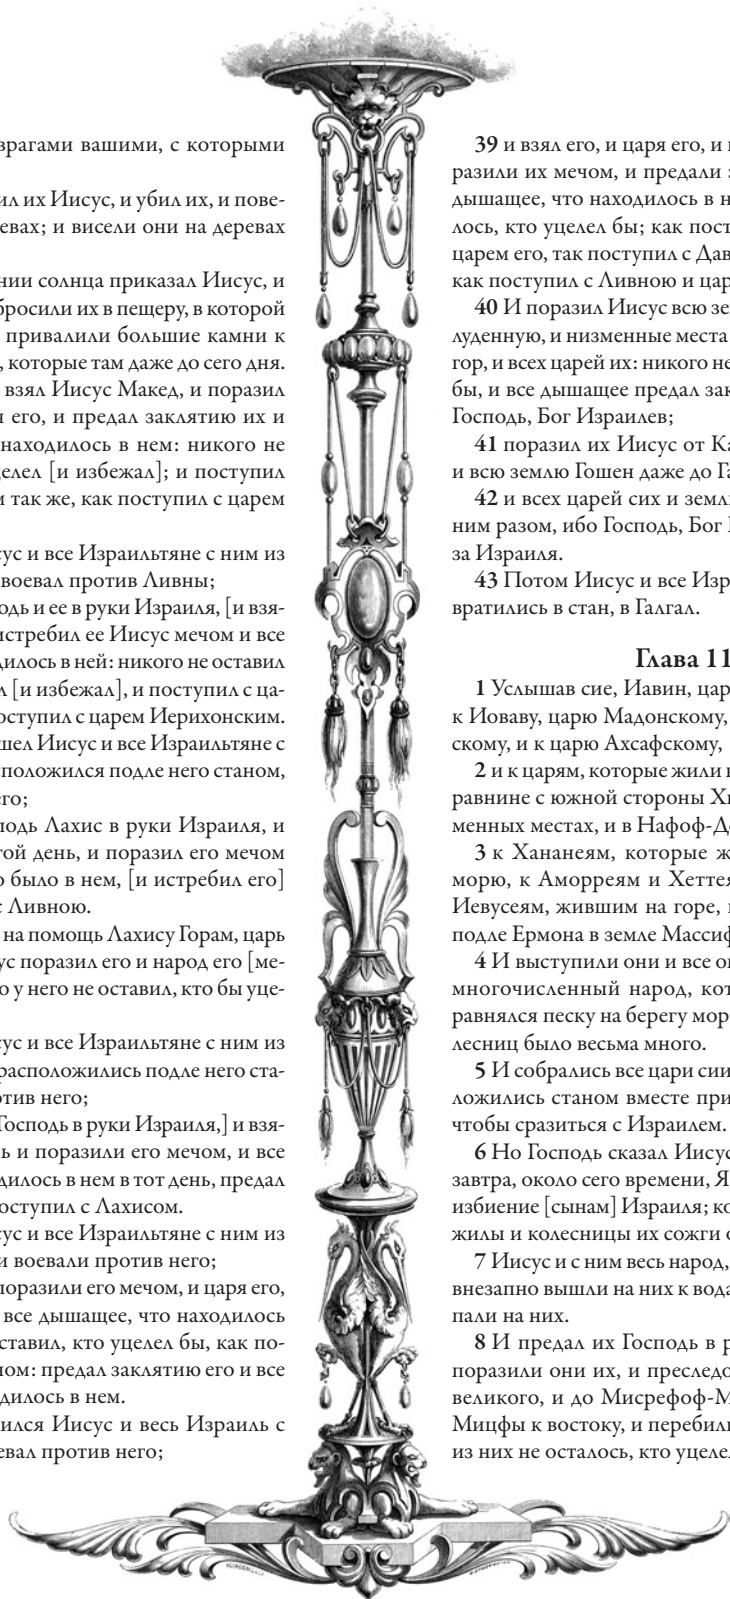 врагами вашими, с которыми
ил их Иисус, и убил их, и пове-
евах; и висели они на деревах
нии солнца приказал Иисус, и
бросили их в пещеру, в которой
привалили большие камни к
, которые там даже до сего дня.
взял Иисус Макед, и поразил
я его, и предал заклятию их и
находилось в нем: никого не
целел [и избежал]; и поступил
м так же, как поступил с царем
сус и все Израильтяне с ним из
воевал против Ливны;
одь и ее в руки Израиля, [и взя-
истребил ее Иисус мечом и все
дилось в ней: никого не оставил
л [и избежал], и поступил с ца-
оступил с царем Иерихонским.
шел Иисус и все Израильтяне с
сположился подле него станом,
его;
подь Лахис в руки Израиля, и
гой день, и поразил его мечом
о было в нем, [и истребил его]
с Ливною.
на помощь Лахису Горам, царь
ус поразил его и народ его [ме-
о у него не оставил, кто бы уце-
сус и все Израильтяне с ним из
расположились подле него ста-
отив него;
Господь в руки Израиля,] и взя-
ь и поразили его мечом, и все
дилось в нем в тот день, предал
оступил с Лахисом.
сус и все Израильтяне с ним из
и воевали против него;
поразили его мечом, и царя его,
все дышащее, что находилось
ставил, кто уцелел бы, как по-
ном: предал заклятию его и все
дилось в нем.
ился Иисус и весь Израиль с
евал против него;
39 и взял его, и царя его, и
разили их мечом, и предали
дышащее, что находилось в н
лось, кто уцелел бы; как пост
царем его, так поступил с Дав
как поступил с Ливною и цар
40 И поразил Иисус всю зе
луденную, и низменные места
гор, и всех царей их: никого не
бы, и все дышащее предал зак
Господь, Бог Израилев;
41 поразил их Иисус от Ка
и всю землю Гошен даже до Га
42 и всех царей сих и земл
ним разом, ибо Господь, Бог
за Израиля.
43 Потом Иисус и все Изр
вратились в стан, в Галгал.
Глава 11
1 Услышав сие, Иавин, цар
к Иоваву, царю Мадонскому,
скому, и к царю Ахсафскому,
2 и к царям, которые жили
равнине с южной стороны Х
менных местах, и в Нафоф-Д
3 к Хананеям, которые ж
морю, к Аморреям и Хеттея
Иевусеям, жившим на горе,
подле Ермона в земле Массиф
4 И выступили они и все о
многочисленный народ, кот
равнялся песку на берегу мор
лесниц было весьма много.
5 И собрались все цари сии
ложились станом вместе при
чтобы сразиться с Израилем.
6 Но Господь сказал Иисус
завтра, около сего времени, Я
избиение [сынам] Израиля; ко
жилы и колесницы их сожги о
7 Иисус и с ним весь народ,
внезапно вышли на них к вода
пали на них.
8 И предал их Господь в р
поразили они их, и преследо
великого, и до Мисрефоф-М
Мицфы к востоку, и перебил
из них не осталось, кто уцелел